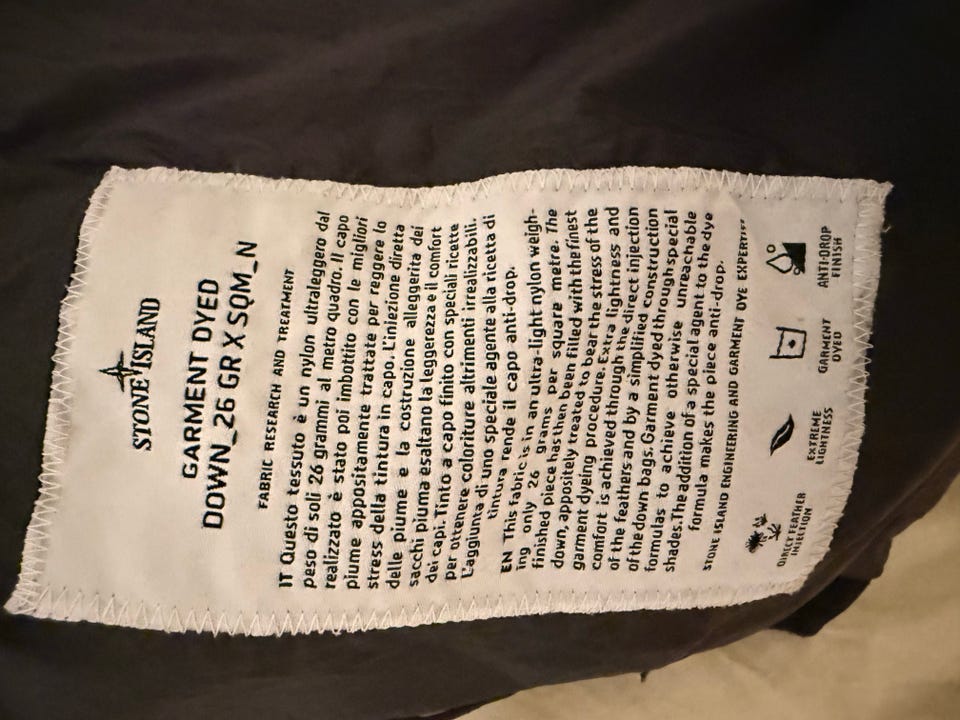 STONE ISLAND
GARMENT DYED
DOWN_26 GR X SQM_N
FABRIC RESEARCH AND TREATMENT
IT Questo tessuto è un nylon ultraleggero dal
peso di soli 26 grammi al metro quadro. Il capo
realizzato è stato poi imbottito con le migliori
piume appositamente trattate per reggere lo
stress della tintura in capo. L'iniezione diretta
delle piume e la costruzione alleggerita dei
sacchi piuma esaltano la leggerezza e il comfort
dei capi. Tinto a capo finito con speciali ricette
per ottenere coloriture altrimenti irrealizzabili.
L'aggiunta di uno speciale agente alla ricetta di
tintura rende il capo anti-drop.
EN This fabric is in an ultra-light nylon weigh-
ing only 26 grams per square metre. The
finished piece has then been filled with the finest
down, appositely treated to bear the stress of the
garment dyeing procedure. Extra lightness and
comfort is achieved through the direct injection
of the feathers and by a simplified construction
of the down bags. Garment dyed through special
formulas to achieve otherwise unreachable
shades. The addition of a special agent to the dye
formula makes the piece anti-drop.
STONE ISLAND ENGINEERING AND GARMENT DYE
DIRECT FEATHER
INJECTION
EXTREME
LIGHTNESS
GARMENT
DYED
ANTI-DROP
FINISH